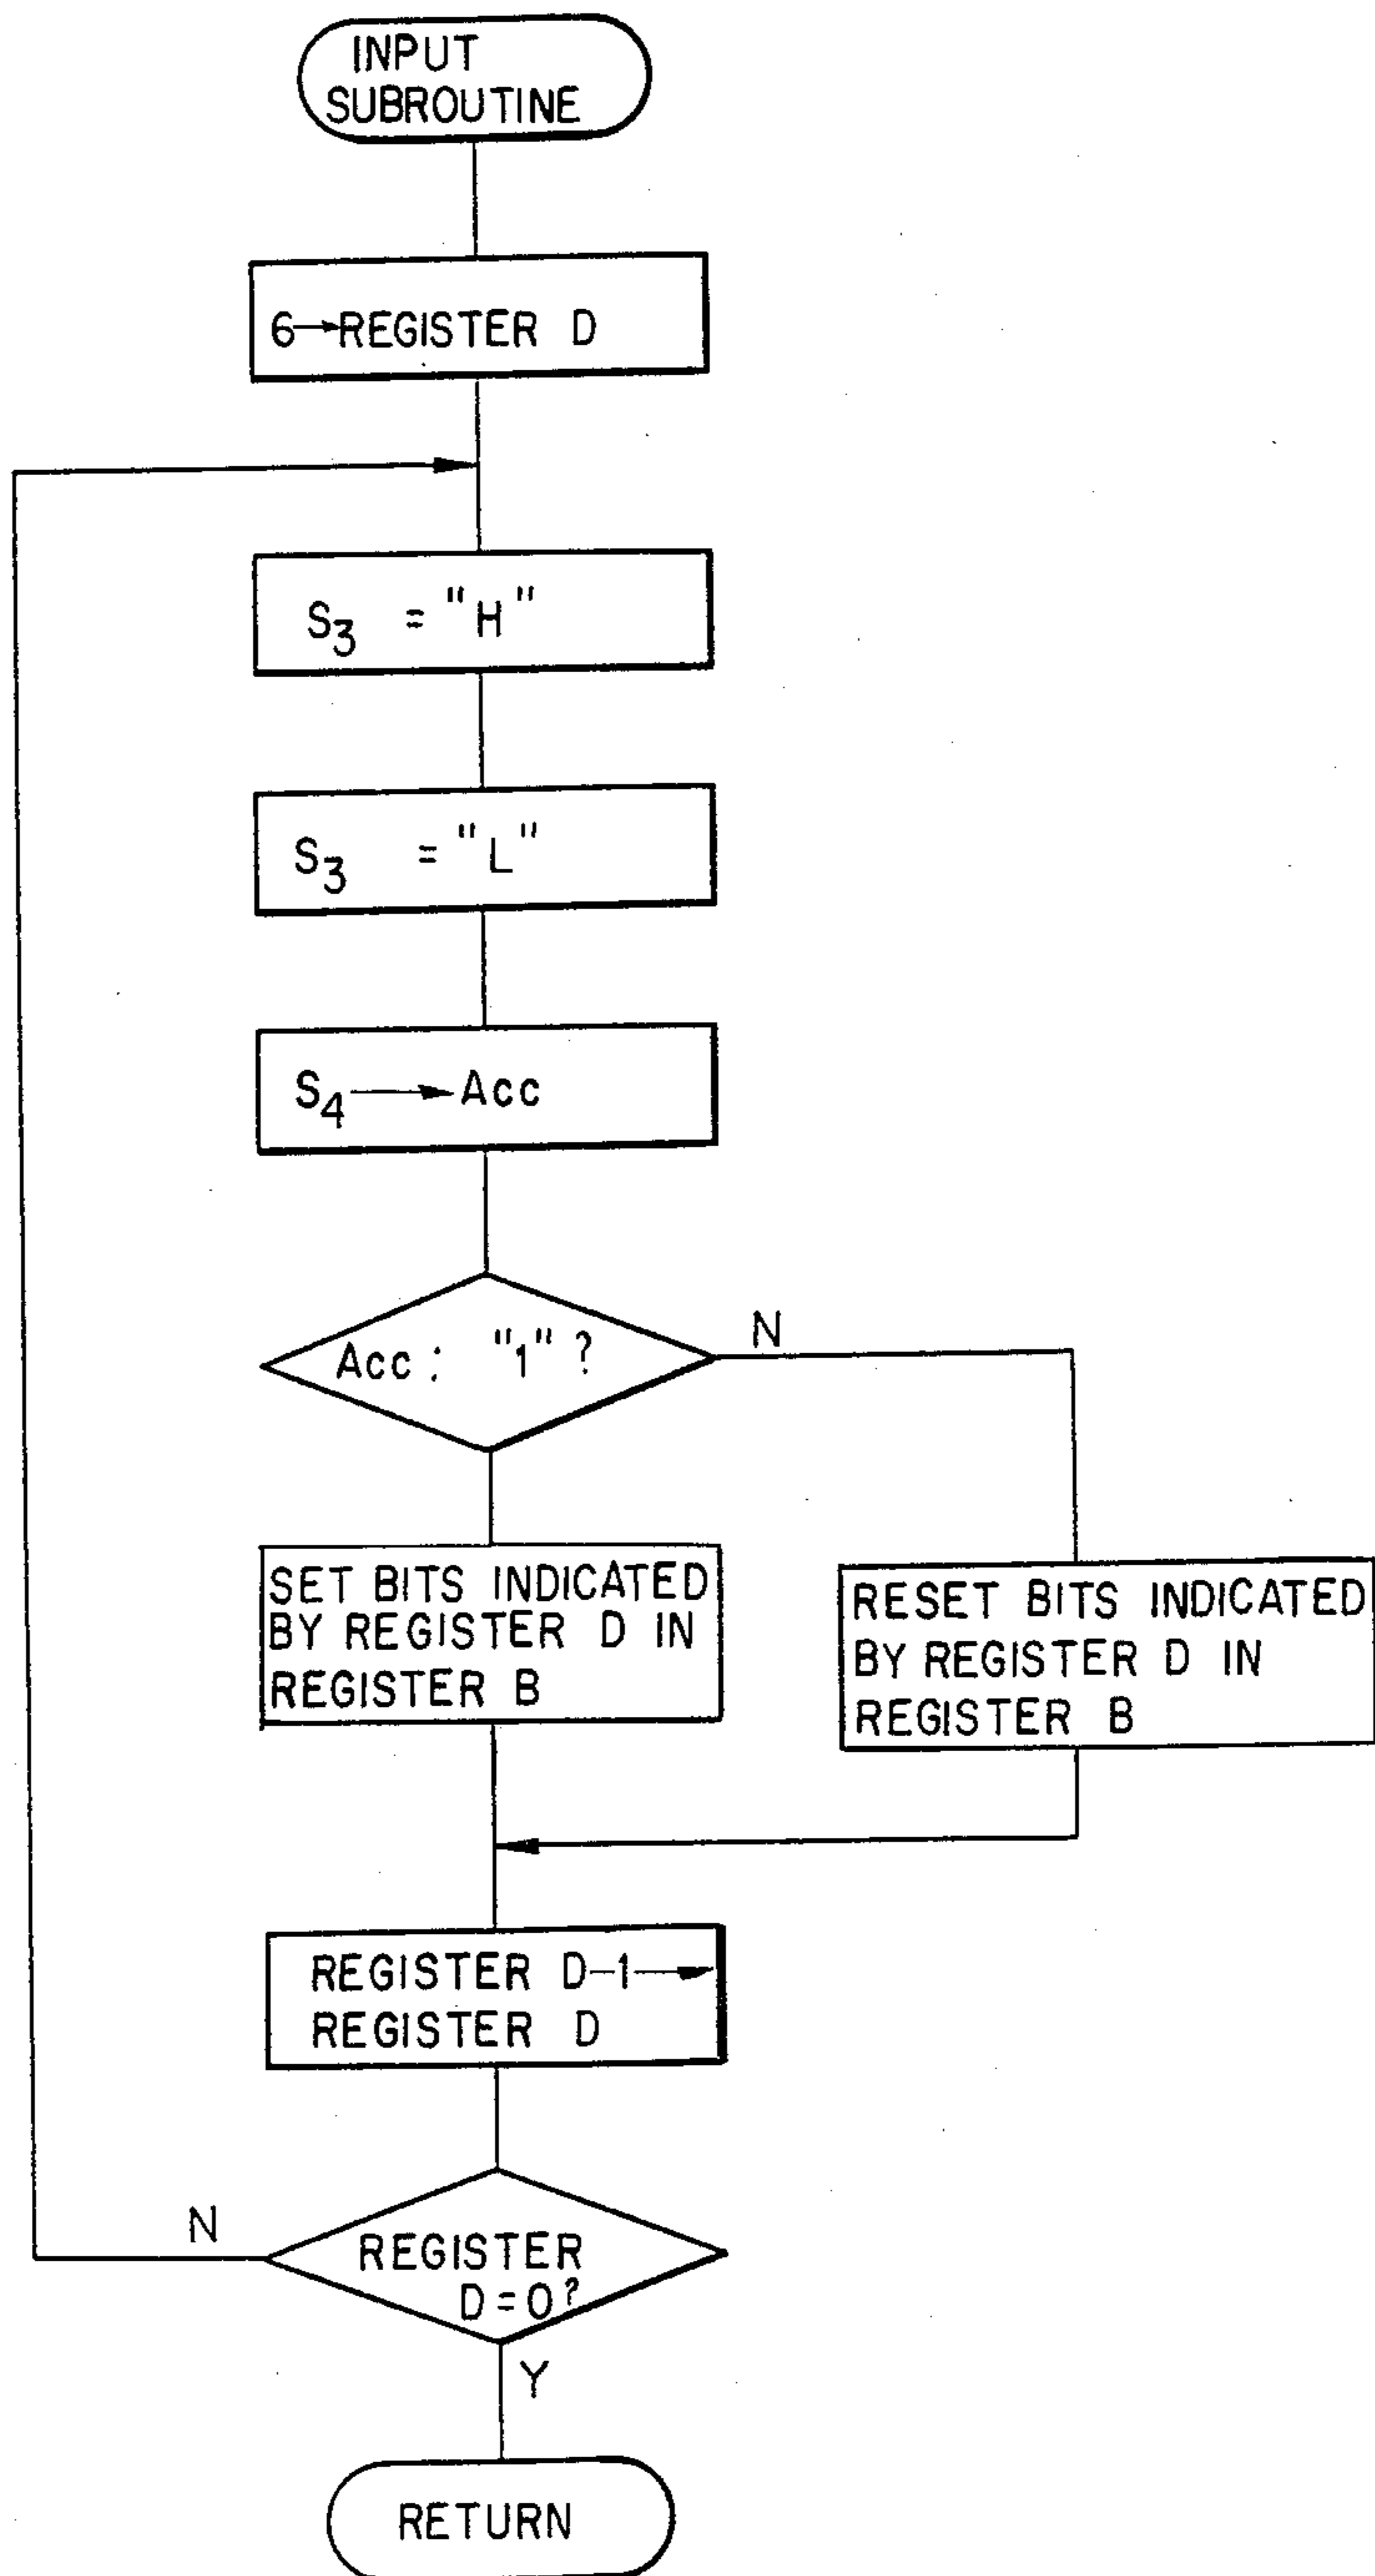 INPUT
SUBROUTINE
6→REGISTER D
S₃ = "H"
S₃ = "L"
S₄→Acc
Acc: "1"?
N
SET BITS INDICATED
BY REGISTER D IN
REGISTER B
RESET BITS INDICATED
BY REGISTER D IN
REGISTER B
REGISTER D-1→
REGISTER D
N
REGISTER
D=0?
Y
RETURN